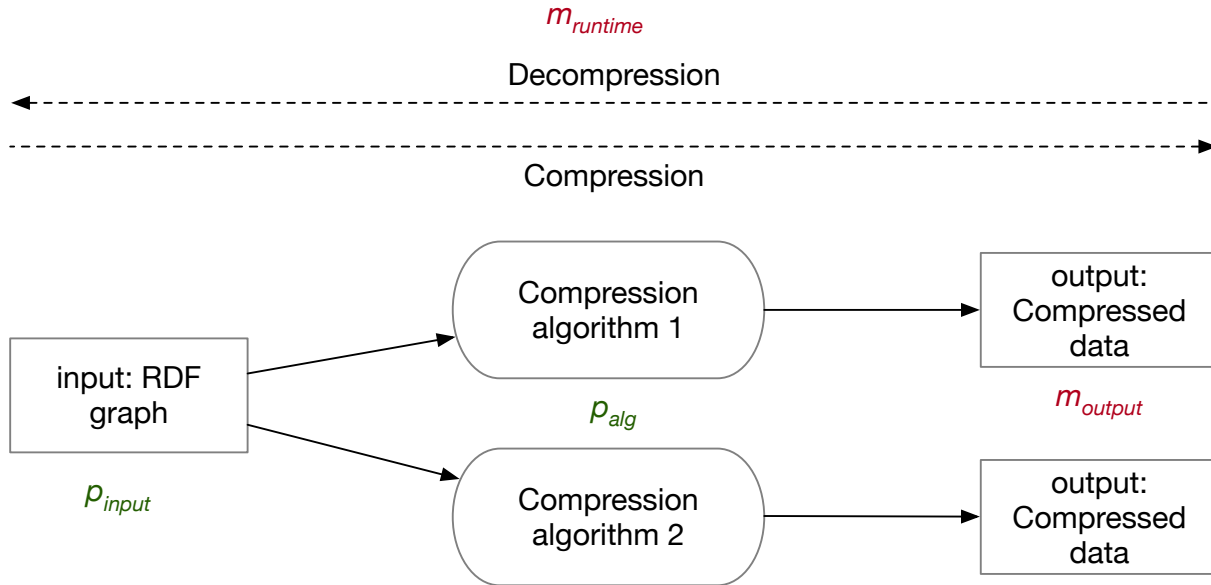 m_runtime
Decompression
Compression
Compression
algorithm 1
output:
Compressed
data
input: RDF
graph
p_alg
m_output
p_input
Compression
algorithm 2
output:
Compressed
data